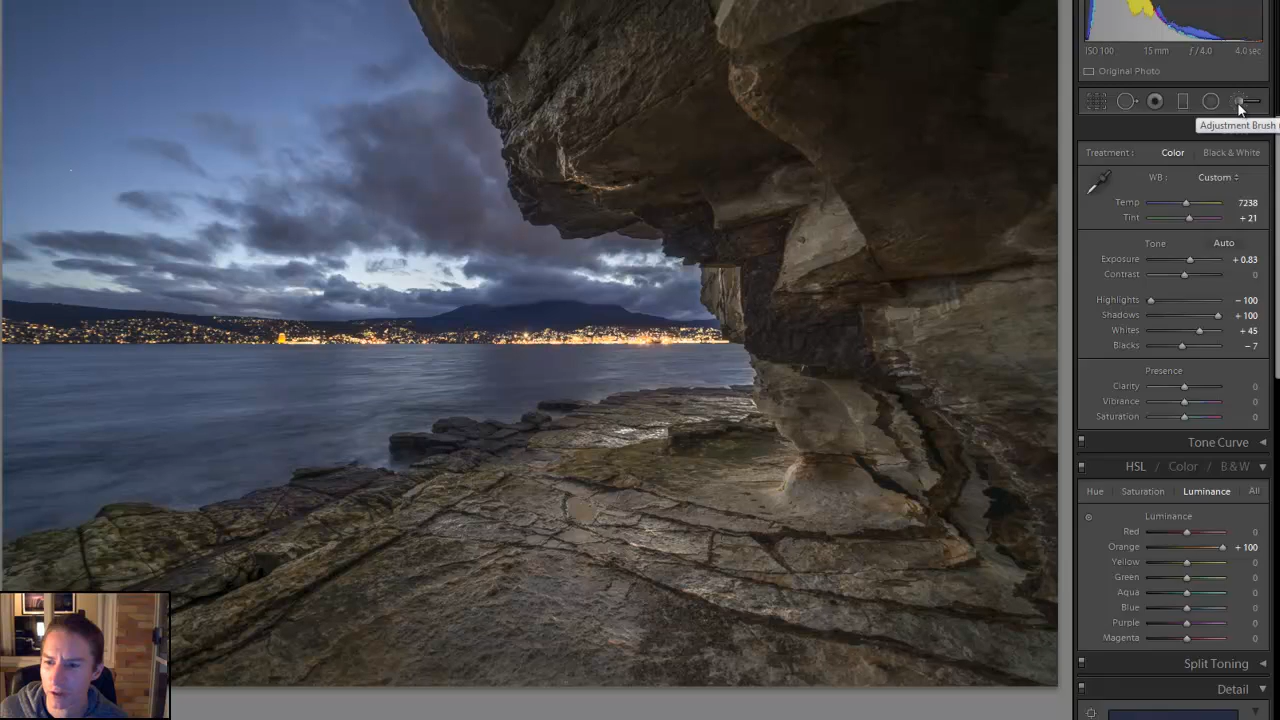 ISO 100 15 mm ƒ / 4.0 4.0 sec
Original Photo
Adjustment Brush
Treatment : Color Black & White
WB : Custom
Temp 7238
Tint + 21
Tone Auto
Exposure + 0.83
Contrast 0
Highlights − 100
Shadows + 100
Whites + 45
Blacks − 7
Presence
Clarity 0
Vibrance 0
Saturation 0
Tone Curve
HSL / Color / B & W
Hue Saturation Luminance All
Luminance
Red 0
Orange + 100
Yellow 0
Green 0
Aqua 0
Blue 0
Purple 0
Magenta 0
Split Toning
Detail